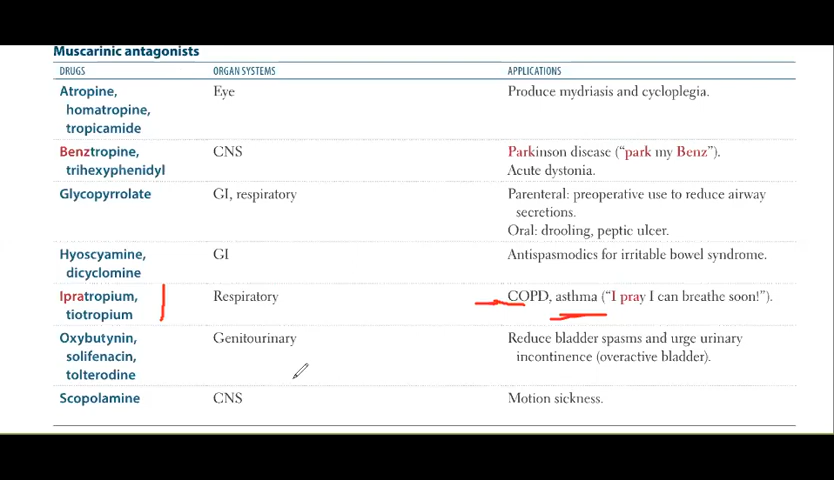 Muscarinic antagonists
DRUGS ORGAN SYSTEMS APPLICATIONS
Atropine, Eye Produce mydriasis and cycloplegia.
homatropine,
tropicamide
Benztropine, CNS Parkinson disease (“park my Benz”).
trihexyphenidyl Acute dystonia.
Glycopyrrolate GI, respiratory Parenteral: preoperative use to reduce airway
secretions.
Oral: drooling, peptic ulcer.
Hyoscyamine, GI Antispasmodics for irritable bowel syndrome.
dicyclomine
Ipratropium, Respiratory COPD, asthma (“I pray I can breathe soon!”).
tiotropium
Oxybutynin, Genitourinary Reduce bladder spasms and urge urinary
solifenacin, incontinence (overactive bladder).
tolterodine
Scopolamine CNS Motion sickness.